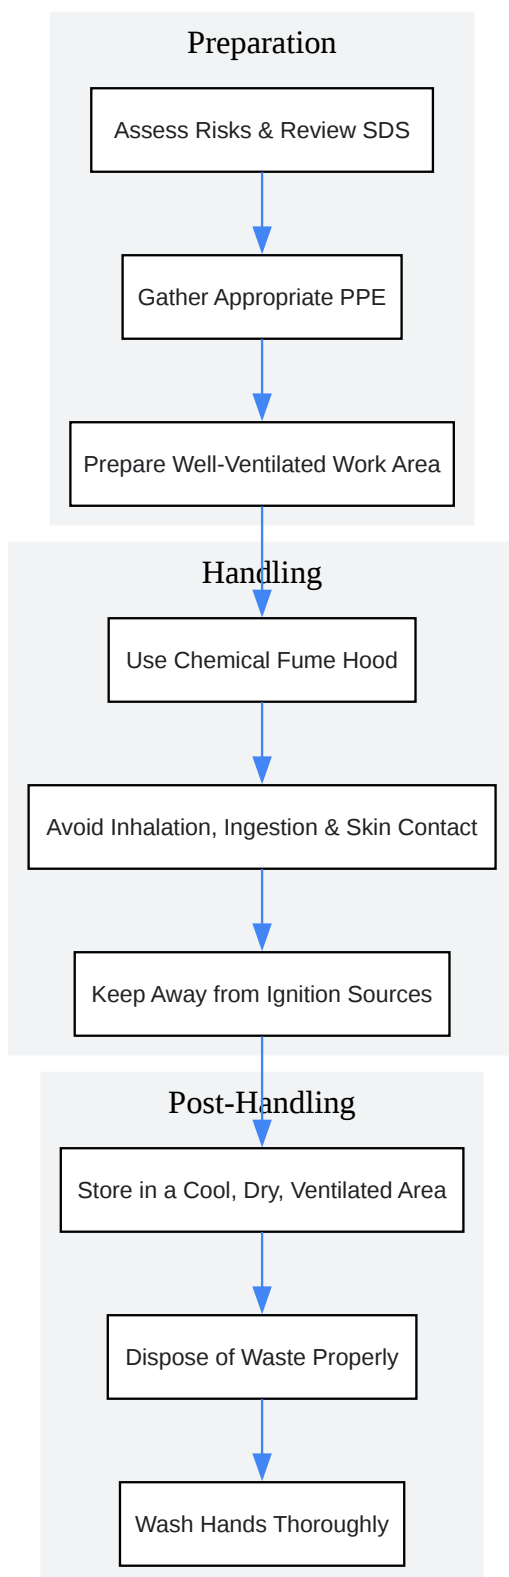 Preparation
Assess Risks & Review SDS
Gather Appropriate PPE
Prepare Well-Ventilated Work Area
Handling
Use Chemical Fume Hood
Avoid Inhalation, Ingestion & Skin Contact
Keep Away from Ignition Sources
Post-Handling
Store in a Cool, Dry, Ventilated Area
Dispose of Waste Properly
Wash Hands Thoroughly